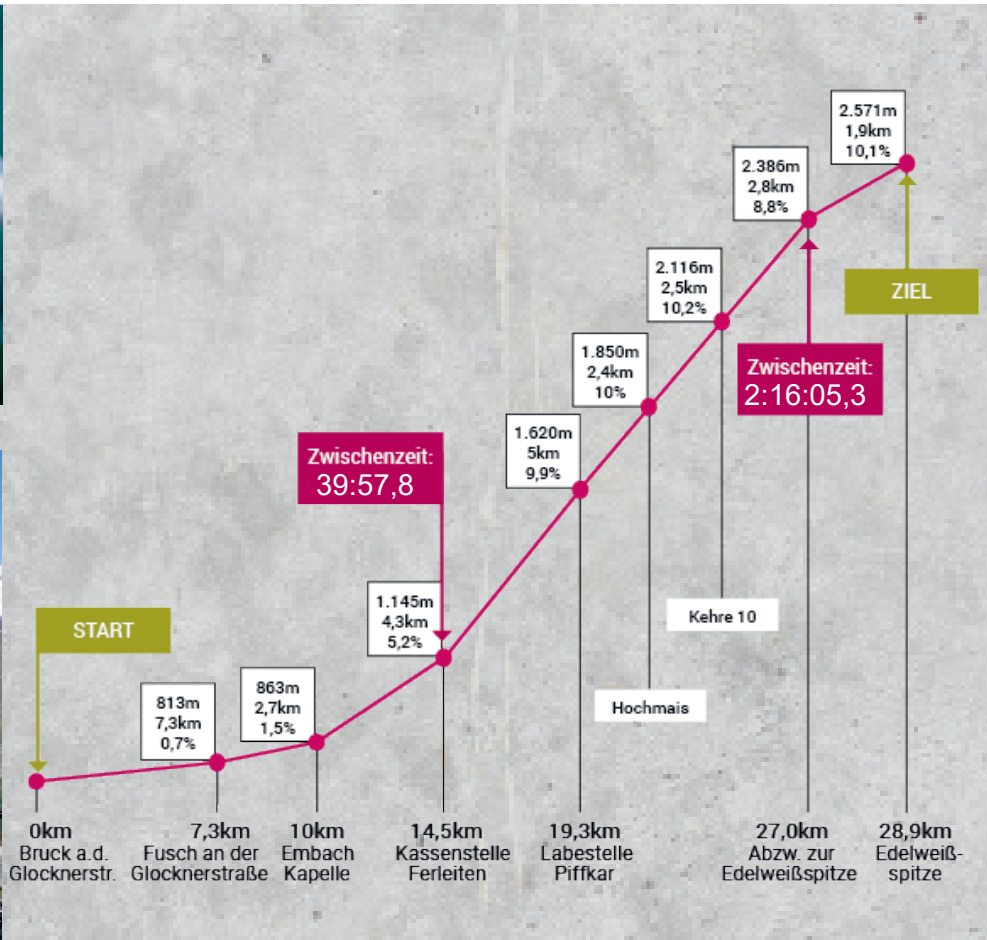 2.571m
1,9km
10,1%
2.386m
2,8km
8,8%
ZIEL
2.116m
2,5km
10,2%
1.850m
2,4km
10%
Zwischenzeit:
2:16:05,3
1.620m
5km
9,9%
Zwischenzeit:
39:57,8
1.145m
4,3km
5,2%
START
Kehre 10
863m
2,7km
1,5%
813m
7,3km
0,7%
Hochmais
0km
Bruck a.d.
Glocknerstr.
7,3km
Fusch an der
Glocknerstraße
10km
Embach
Kapelle
14,5km
Kassenstelle
Ferleiten
19,3km
Labestelle
Piffkar
27,0km
Abzw. zur
Edelweißspitze
28,9km
Edelweiß-
spitze